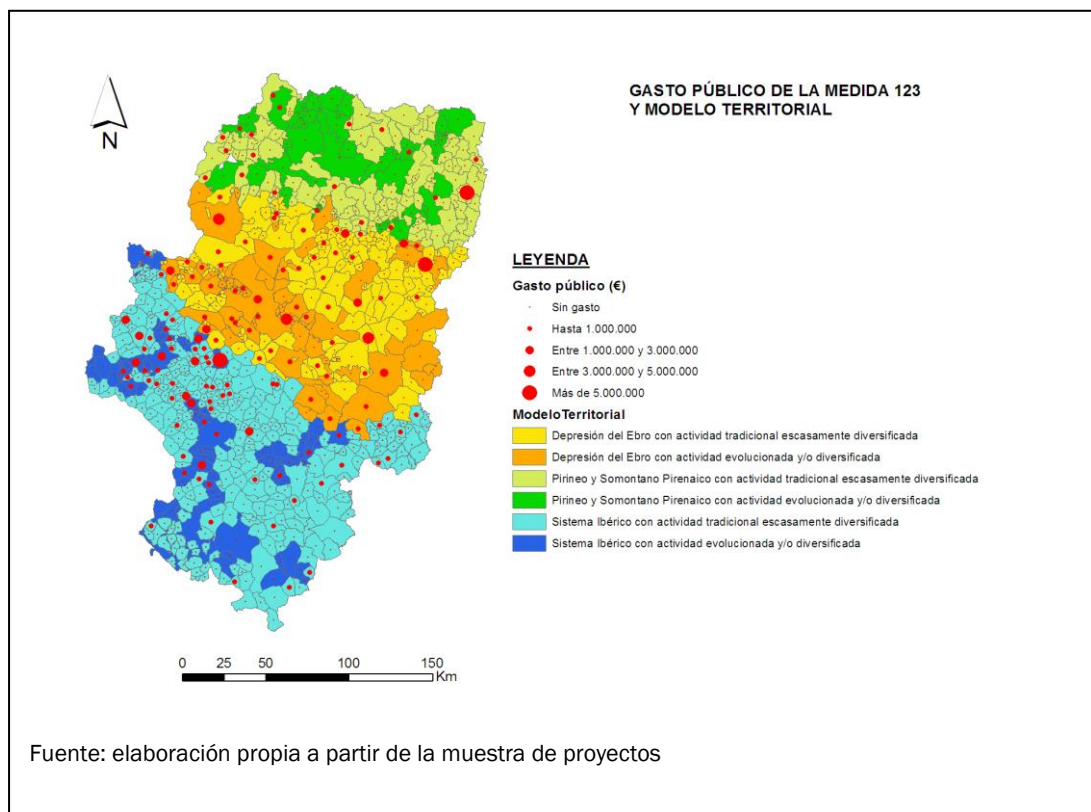 GASTO PÚBLICO DE LA MEDIDA 123
Y MODELO TERRITORIAL
N
LEYENDA
Gasto público (€)
Sin gasto
Hasta 1.000.000
Entre 1.000.000 y 3.000.000
Entre 3.000.000 y 5.000.000
Más de 5.000.000
ModeloTerritorial
Depresión del Ebro con actividad tradicional escasamente diversificada
Depresión del Ebro con actividad evolucionada y/o diversificada
Pirineo y Somontano Pirenaico con actividad tradicional escasamente diversificada
Pirineo y Somontano Pirenaico con actividad evolucionada y/o diversificada
Sistema Ibérico con actividad tradicional escasamente diversificada
Sistema Ibérico con actividad evolucionada y/o diversificada
0 25 50 100 150
Km
Fuente: elaboración propia a partir de la muestra de proyectos